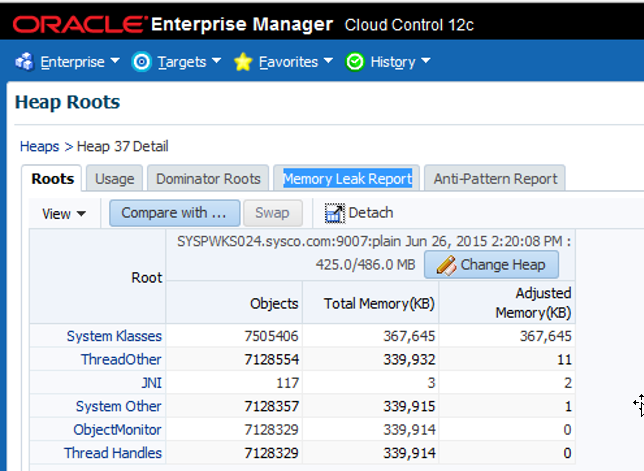 ORACLE Enterprise Manager Cloud Control 12c
Enterprise Targets Favorites History
Heap Roots
Heaps > Heap 37 Detail
Roots Usage Dominator Roots Memory Leak Report Anti-Pattern Report
View Compare with ... Swap Detach
SYSPWKS024.sysco.com:9007:plain Jun 26, 2015 2:20:08 PM :
425.0/486.0 MB Change Heap
Root
Objects Total Memory(KB) Adjusted
Memory(KB)
System Klasses 7505406 367,645 367,645
ThreadOther 7128554 339,932 11
JNI 117 3 2
System Other 7128357 339,915 1
ObjectMonitor 7128329 339,914 0
Thread Handles 7128329 339,914 0